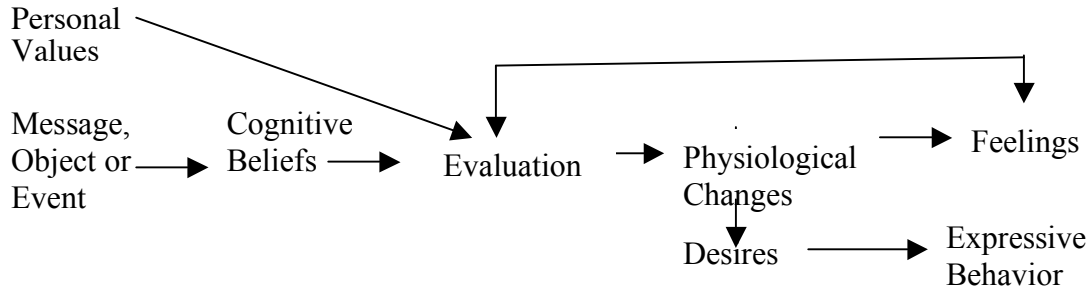 Personal
Values
Message,
Object or
Event
Cognitive
Beliefs
Evaluation
Physiological
Changes
Feelings
Desires
Expressive
Behavior